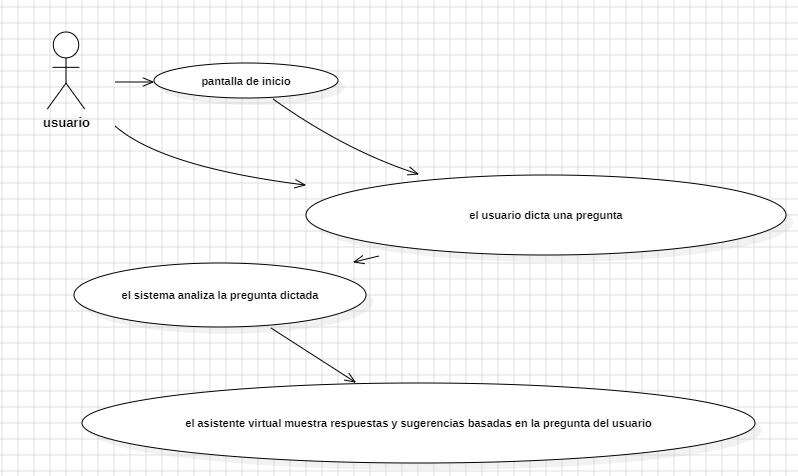 pantalla de inicio
usuario
el usuario dicta una pregunta
el sistema analiza la pregunta dictada
el asistente virtual muestra respuestas y sugerencias basadas en la pregunta del usuario